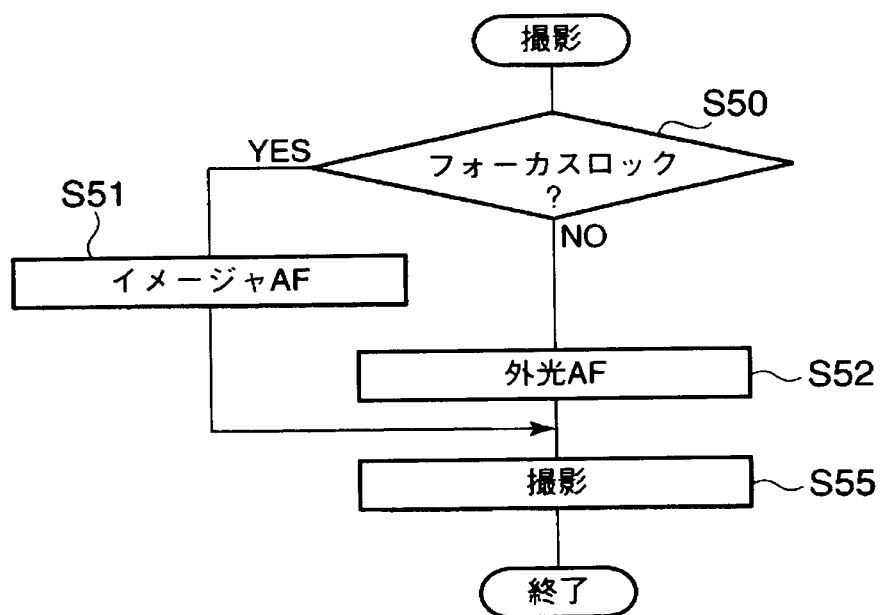 撮影
S50
フォーカスロック
?
YES
NO
S51
イメージャAF
外光AF
S52
撮影
S55
終了